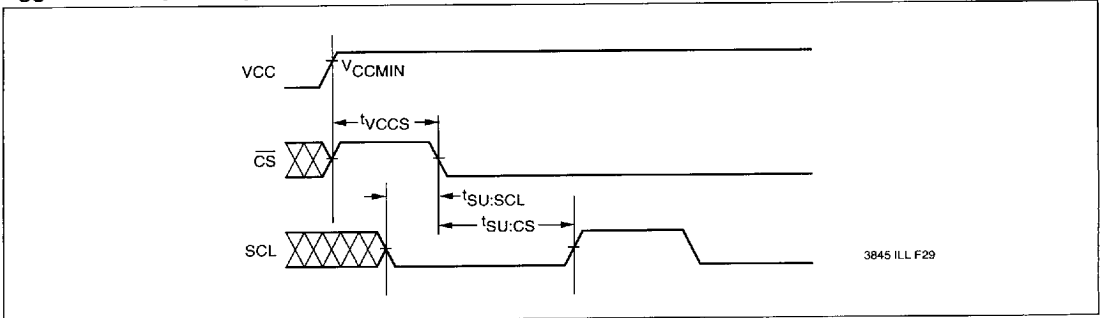 VCC
VCCMIN
tVCCS
CS
tSU:SCL
tSU:CS
SCL
3845 ILL F29